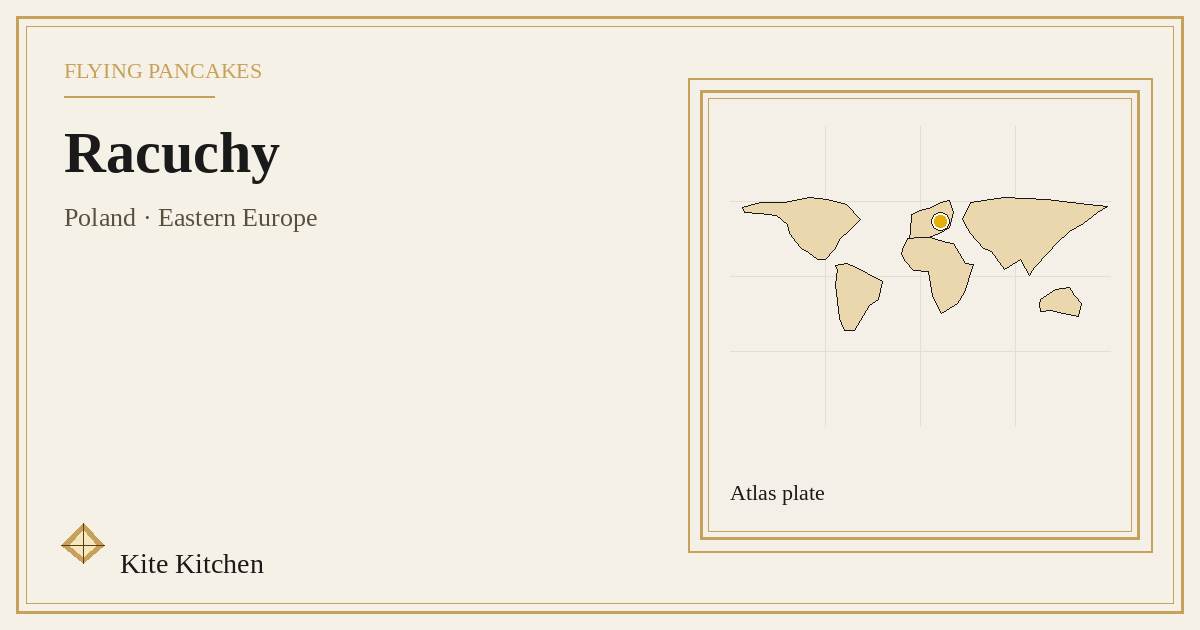 FLYING PANCAKES
Racuchy
Poland · Eastern Europe
Atlas plate
Kite Kitchen